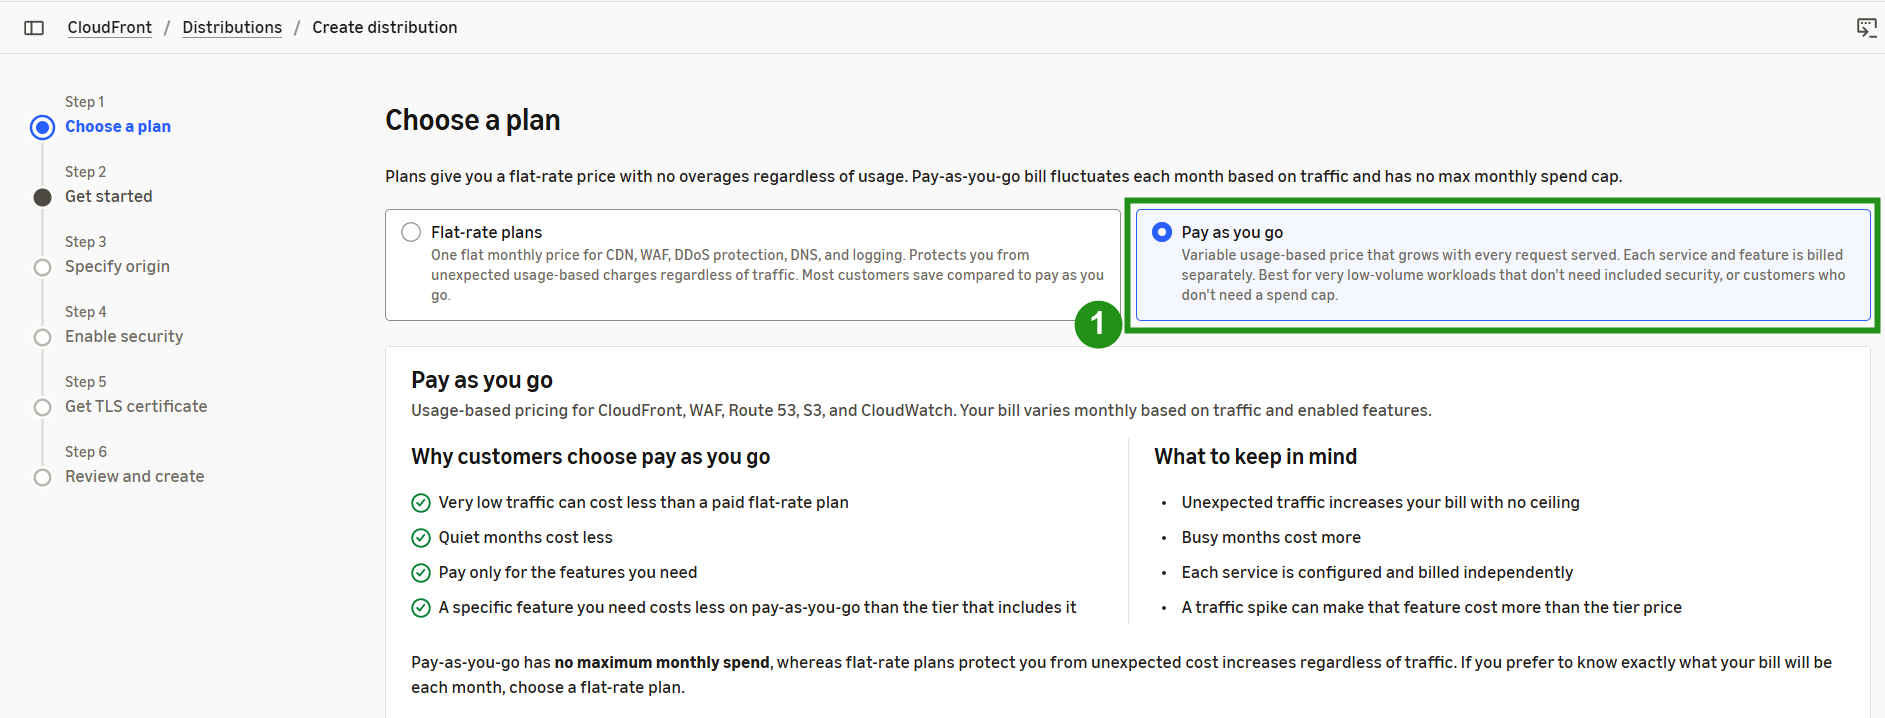 CloudFront / Distributions / Create distribution
Step 1
Choose a plan
Step 2
Get started
Step 3
Specify origin
Step 4
Enable security
Step 5
Get TLS certificate
Step 6
Review and create
Choose a plan
Plans give you a flat-rate price with no overages regardless of usage. Pay-as-you-go bill fluctuates each month based on traffic and has no max monthly spend cap.
Flat-rate plans
One flat monthly price for CDN, WAF, DDoS protection, DNS, and logging. Protects you from
unexpected usage-based charges regardless of traffic. Most customers save compared to pay as you
go.
Pay as you go
Variable usage-based price that grows with every request served. Each service and feature is billed
separately. Best for very low-volume workloads that don't need included security, or customers who
don't need a spend cap.
1
Pay as you go
Usage-based pricing for CloudFront, WAF, Route 53, S3, and CloudWatch. Your bill varies monthly based on traffic and enabled features.
Why customers choose pay as you go
Very low traffic can cost less than a paid flat-rate plan
Quiet months cost less
Pay only for the features you need
A specific feature you need costs less on pay-as-you-go than the tier that includes it
What to keep in mind
• Unexpected traffic increases your bill with no ceiling
• Busy months cost more
• Each service is configured and billed independently
• A traffic spike can make that feature cost more than the tier price
Pay-as-you-go has no maximum monthly spend, whereas flat-rate plans protect you from unexpected cost increases regardless of traffic. If you prefer to know exactly what your bill will be
each month, choose a flat-rate plan.